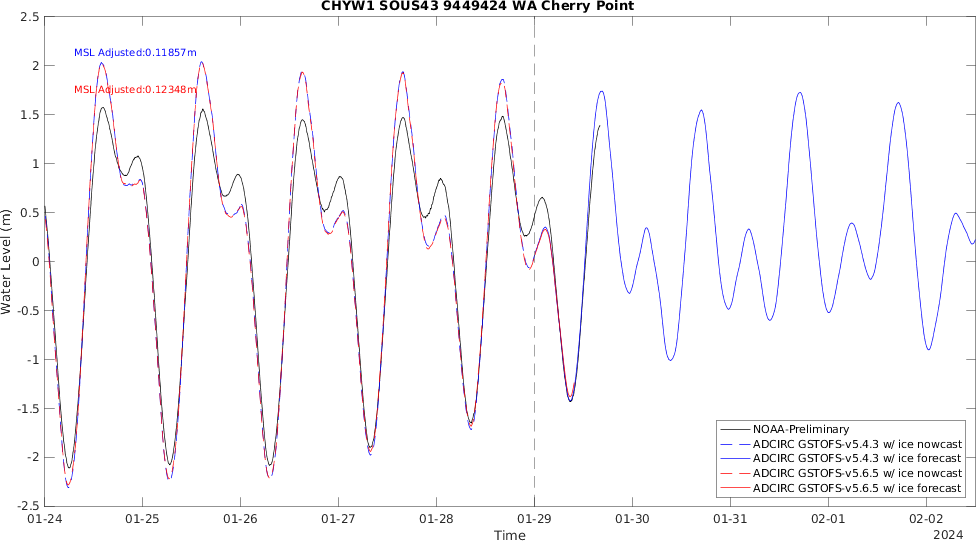 CHYW1 SOUS43 9449424 WA Cherry Point
2.5
2
1.5
1
0.5
0
-0.5
-1
-1.5
-2
-2.5
Water Level (m)
MSL Adjusted:0.11857m
MSL Adjusted:0.12348m
NOAA-Preliminary
ADCIRC GSTOFS-v5.4.3 w/ ice nowcast
ADCIRC GSTOFS-v5.4.3 w/ ice forecast
ADCIRC GSTOFS-v5.6.5 w/ ice nowcast
ADCIRC GSTOFS-v5.6.5 w/ ice forecast
01-24 01-25 01-26 01-27 01-28 01-29 01-30 01-31 02-01 02-02
Time
2024